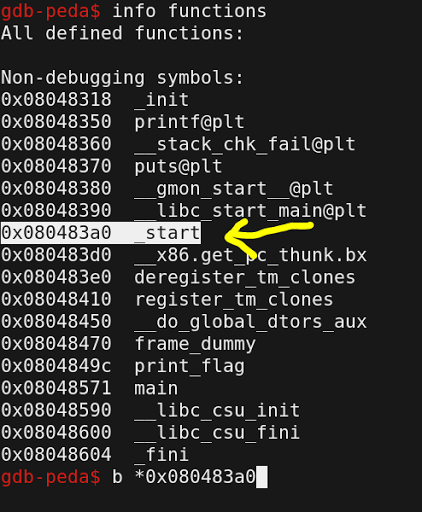 gdb-peda$ info functions
All defined functions:
Non-debugging symbols:
0x08048318  _init
0x08048350  printf@plt
0x08048360  __stack_chk_fail@plt
0x08048370  puts@plt
0x08048380  __gmon_start__@plt
0x08048390  __libc_start_main@plt
0x080483a0  _start
0x080483d0  __x86.get_pc_thunk.bx
0x080483e0  deregister_tm_clones
0x08048410  register_tm_clones
0x08048450  __do_global_dtors_aux
0x08048470  frame_dummy
0x0804849c  print_flag
0x08048571  main
0x08048590  __libc_csu_init
0x08048600  __libc_csu_fini
0x08048604  _fini
gdb-peda$ b *0x080483a0